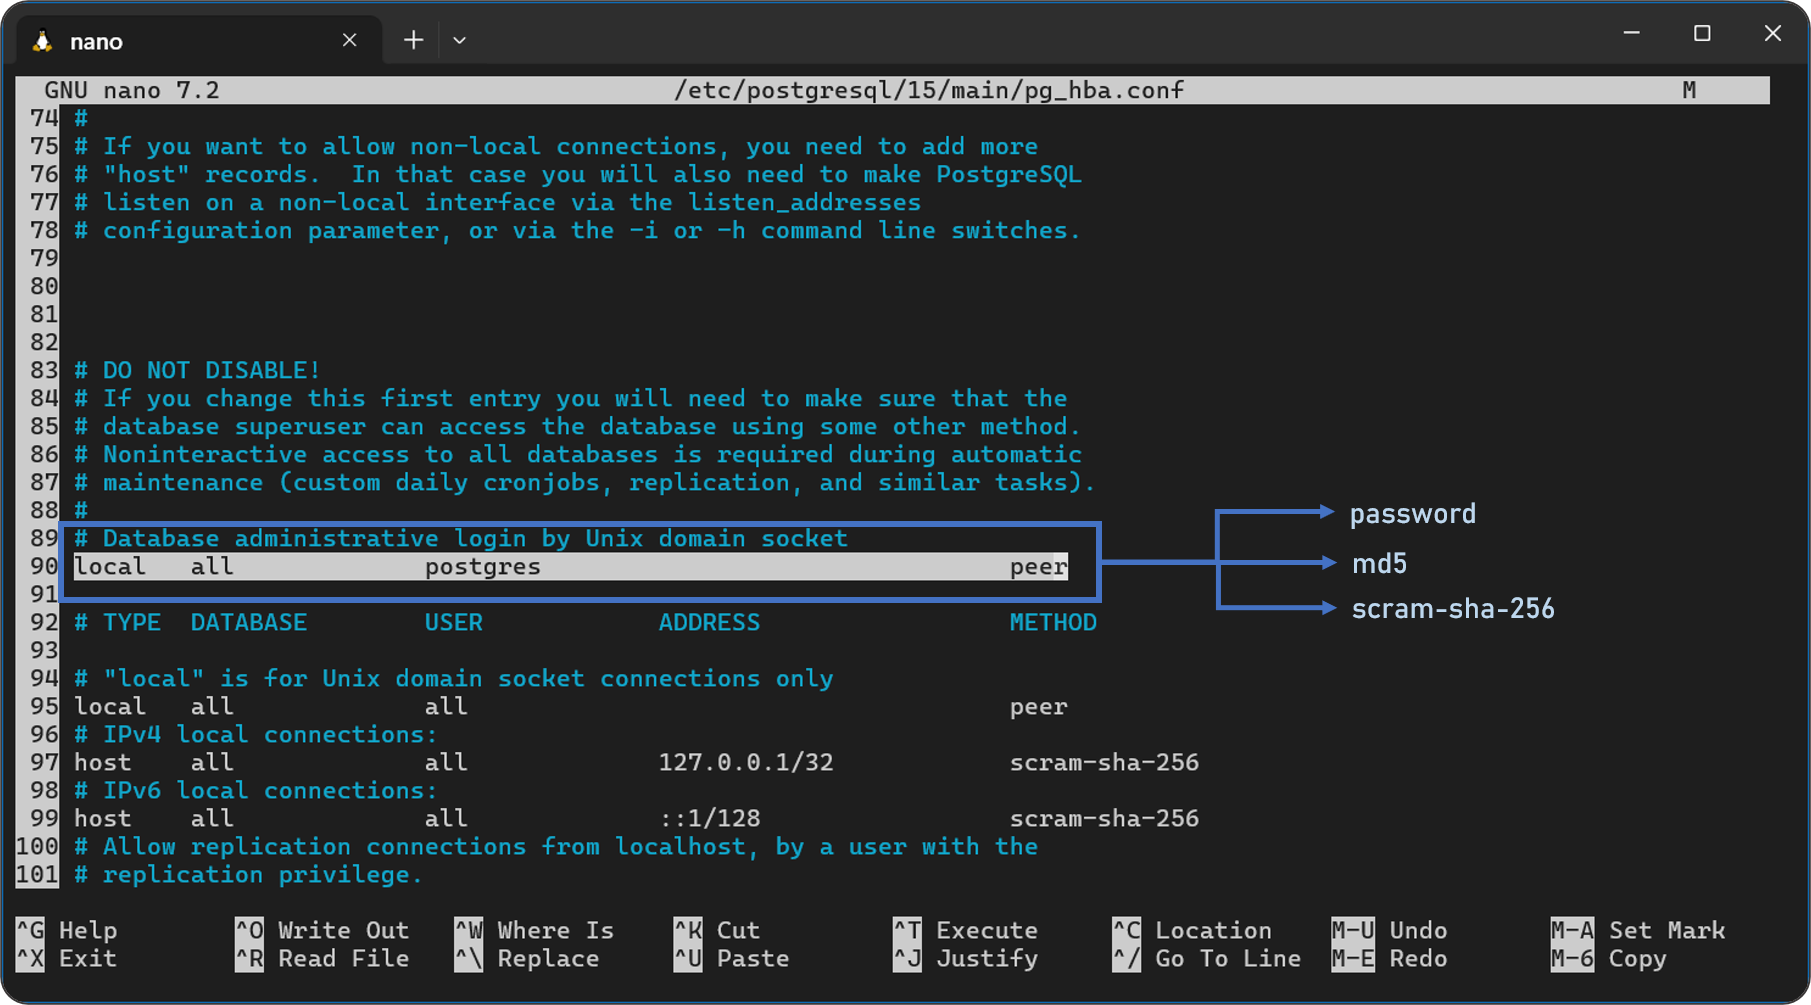 nano
GNU nano 7.2 /etc/postgresql/15/main/pg_hba.conf M
74 #
75 # If you want to allow non-local connections, you need to add more
76 # "host" records.  In that case you will also need to make PostgreSQL
77 # listen on a non-local interface via the listen_addresses
78 # configuration parameter, or via the -i or -h command line switches.
79
80
81
82
83 # DO NOT DISABLE!
84 # If you change this first entry you will need to make sure that the
85 # database superuser can access the database using some other method.
86 # Noninteractive access to all databases is required during automatic
87 # maintenance (custom daily cronjobs, replication, and similar tasks).
88 #
89 # Database administrative login by Unix domain socket
90 local   all             postgres                                peer
91
92 # TYPE  DATABASE        USER            ADDRESS                 METHOD
93
94 # "local" is for Unix domain socket connections only
95 local   all             all                                     peer
96 # IPv4 local connections:
97 host    all             all             127.0.0.1/32            scram-sha-256
98 # IPv6 local connections:
99 host    all             all             ::1/128                 scram-sha-256
100 # Allow replication connections from localhost, by a user with the
101 # replication privilege.
password
md5
scram-sha-256
^G Help ^O Write Out ^W Where Is ^K Cut ^T Execute ^C Location M-U Undo M-A Set Mark
^X Exit ^R Read File ^\ Replace ^U Paste ^J Justify ^/ Go To Line M-E Redo M-6 Copy